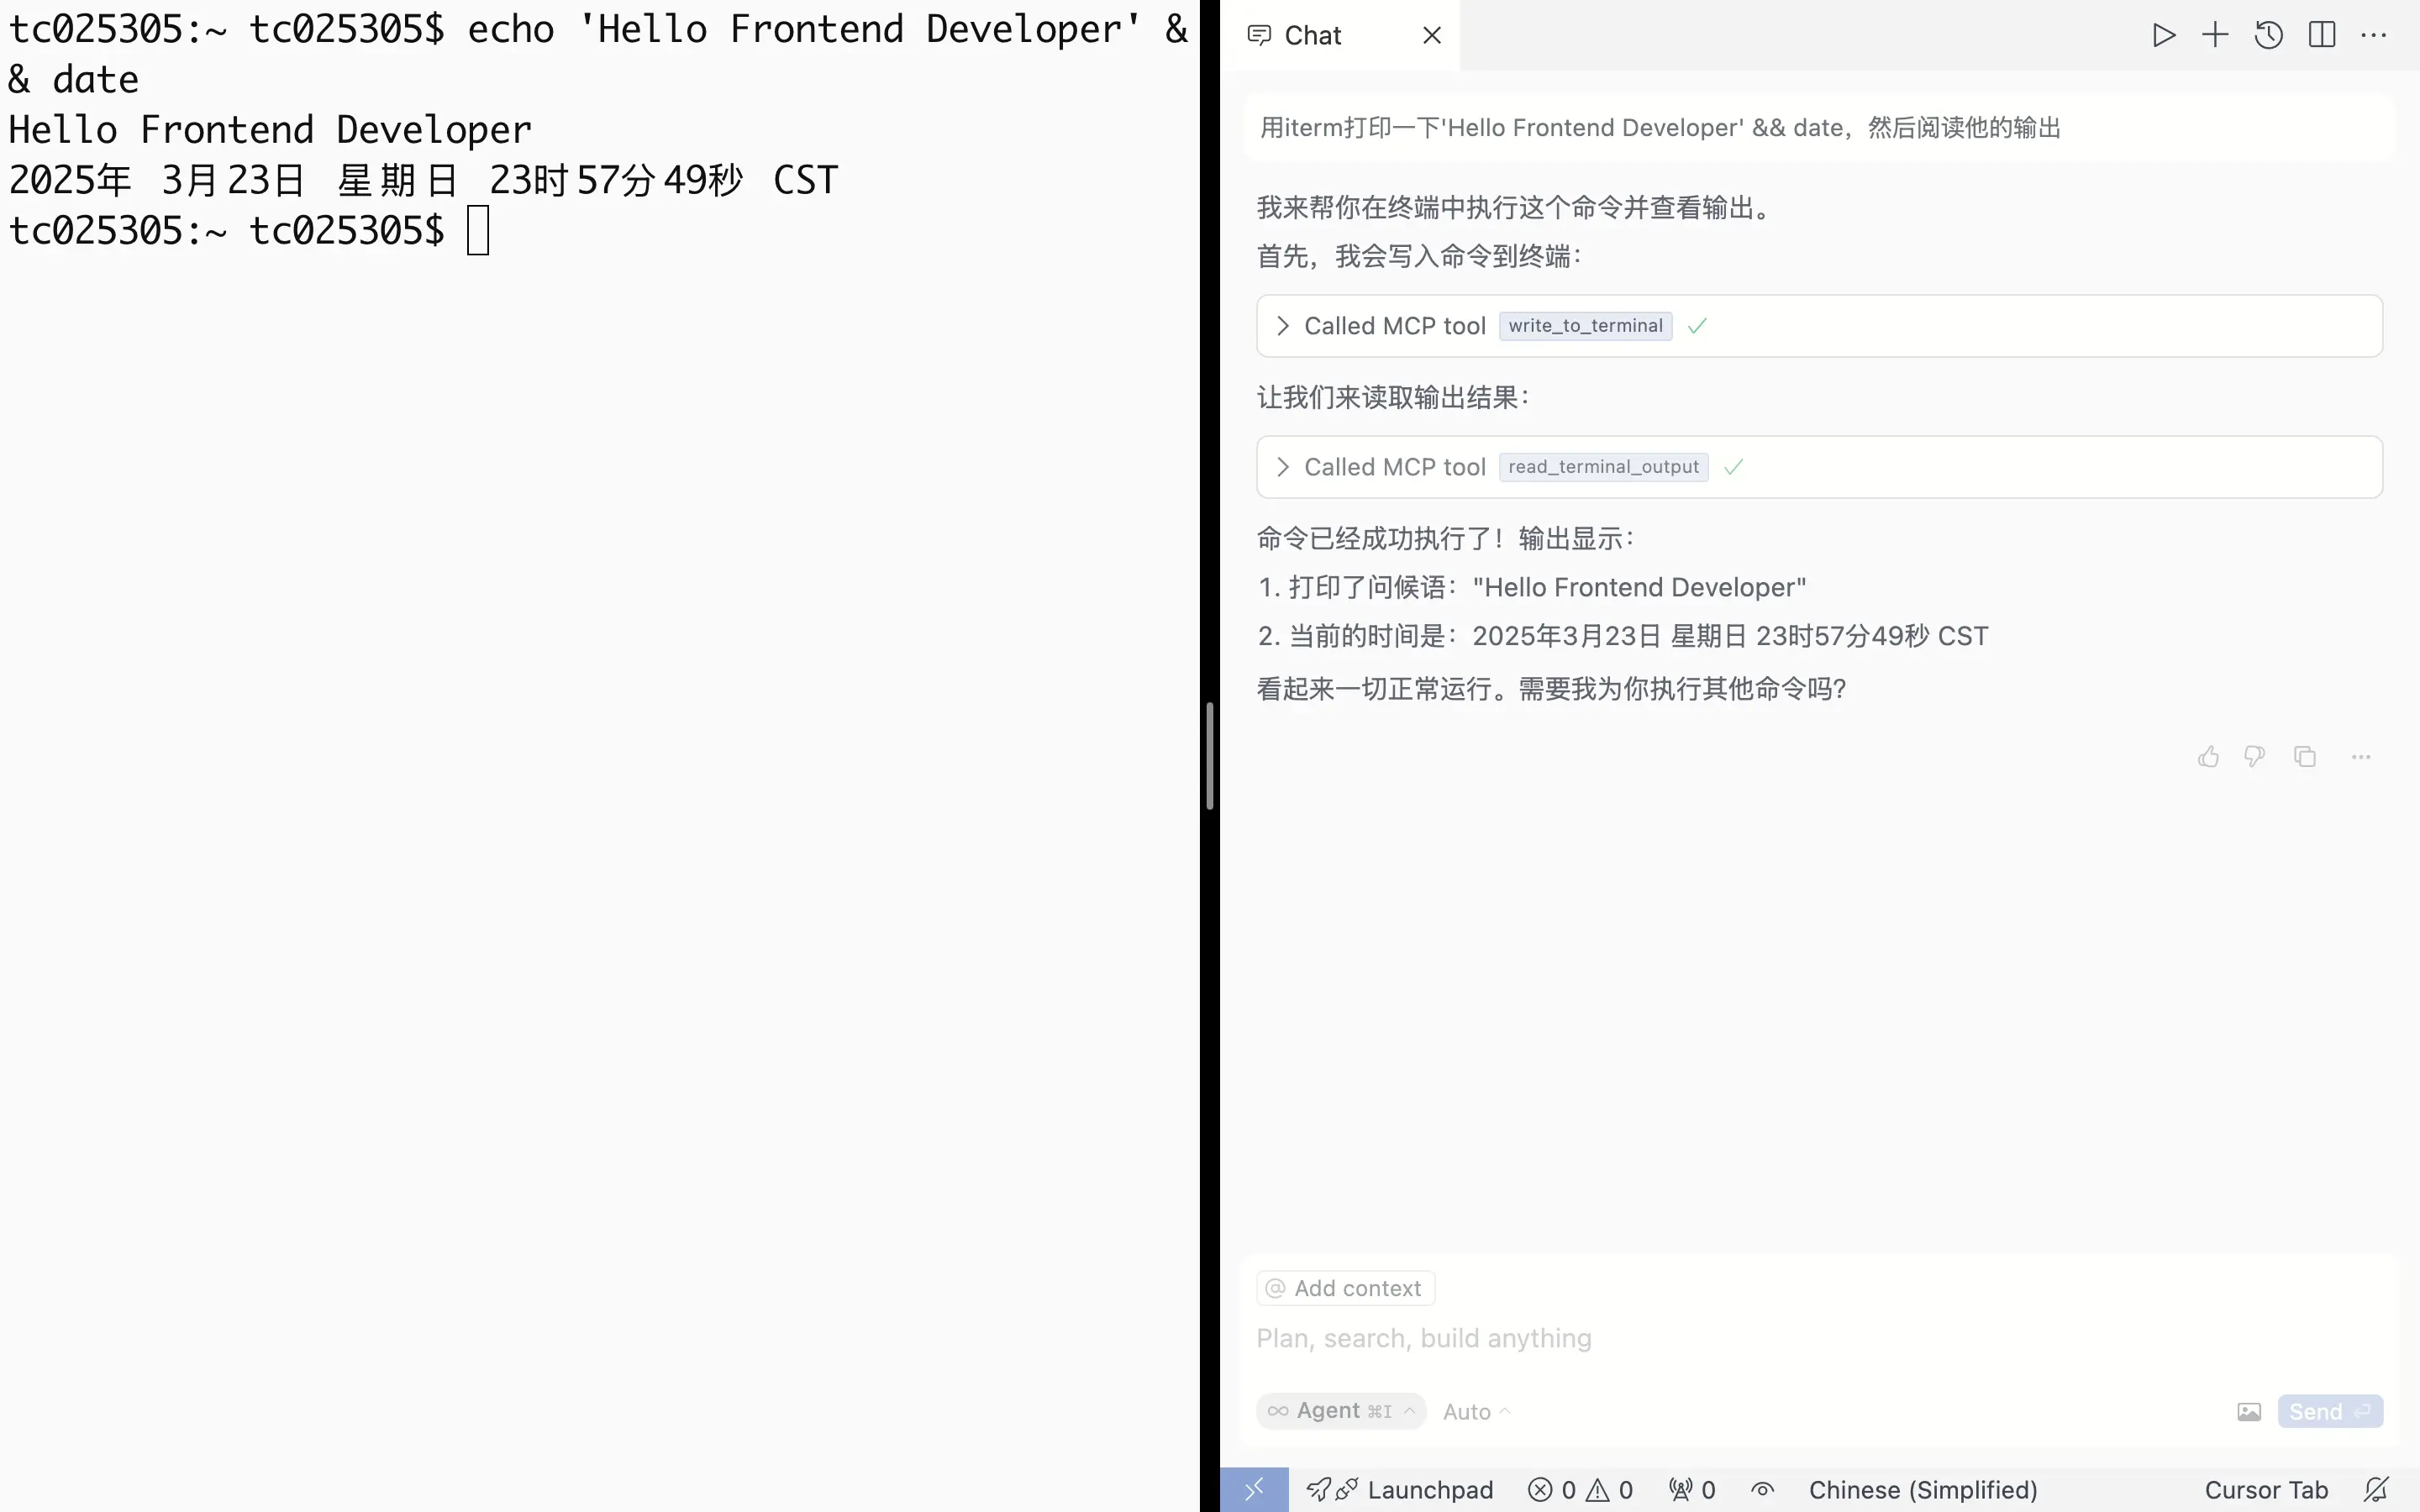 tc025305:~ tc025305$ echo 'Hello Frontend Developer' &
& date
Hello Frontend Developer
2025年 3月23日 星期日 23时57分49秒 CST
tc025305:~ tc025305$
Chat
用iterm打印一下'Hello Frontend Developer' && date，然后阅读他的输出
我来帮你在终端中执行这个命令并查看输出。
首先，我会写入命令到终端：
Called MCP tool write_to_terminal
让我们来读取输出结果：
Called MCP tool read_terminal_output
命令已经成功执行了！输出显示：
1. 打印了问候语："Hello Frontend Developer"
2. 当前的时间是：2025年3月23日 星期日 23时57分49秒 CST
看起来一切正常运行。需要我为你执行其他命令吗？
@ Add context
Plan, search, build anything
Agent ⌘I Auto Send
Launchpad 0 0 0 Chinese (Simplified) Cursor Tab